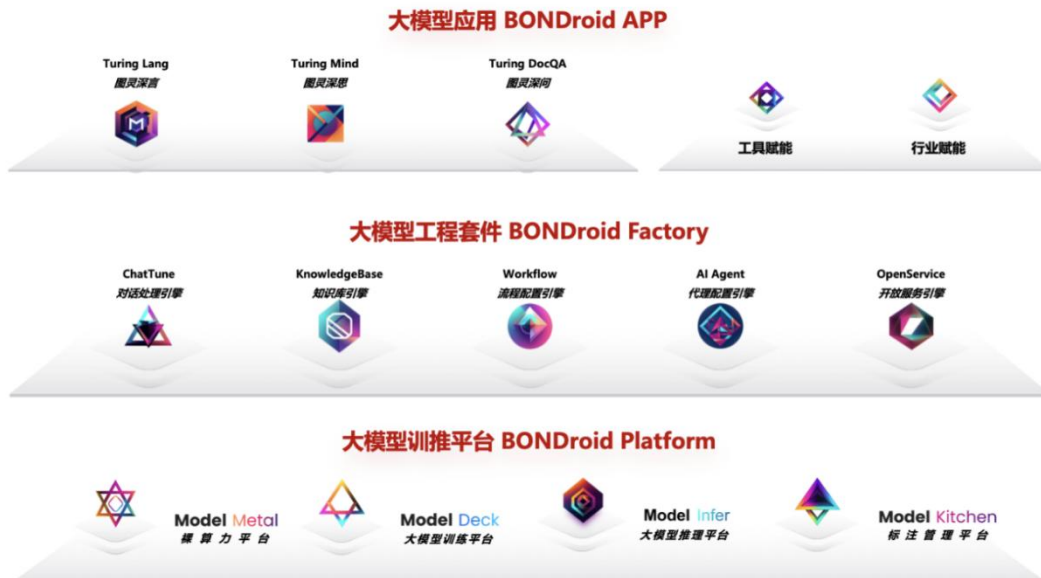 大模型应用 BONDroid APP
Turing Lang
图灵深言
Turing Mind
图灵深思
Turing DocQA
图灵深问
工具赋能
行业赋能
大模型工程套件 BONDroid Factory
ChatTune
对话处理引擎
KnowledgeBase
知识库引擎
Workflow
流程配置引擎
AI Agent
代理配置引擎
OpenService
开放服务引擎
大模型训推平台 BONDroid Platform
Model Metal
裸算力平台
Model Deck
大模型训练平台
Model Infer
大模型推理平台
Model Kitchen
标注管理平台